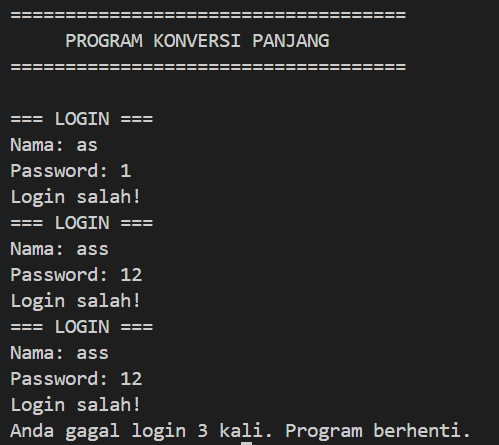 ====================================
PROGRAM KONVERSI PANJANG
====================================
=== LOGIN ===
Nama: as
Password: 1
Login salah!
=== LOGIN ===
Nama: ass
Password: 12
Login salah!
=== LOGIN ===
Nama: ass
Password: 12
Login salah!
Anda gagal login 3 kali. Program berhenti.